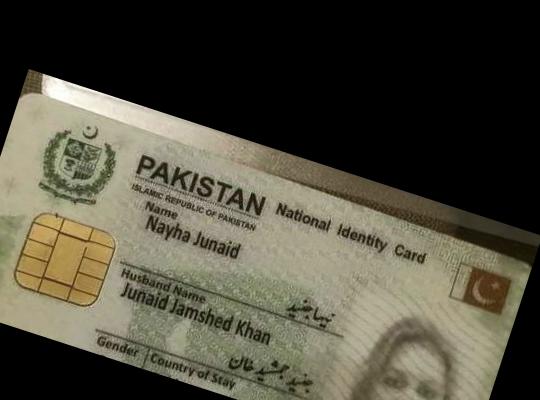 PAKISTAN National Identity Card
ISLAMIC REPUBLIC OF PAKISTAN
Name
Nayha Junaid
نیہا جنید
Husband Name
Junaid Jamshed Khan
جنید جمشید خان
Gender Country of Stay